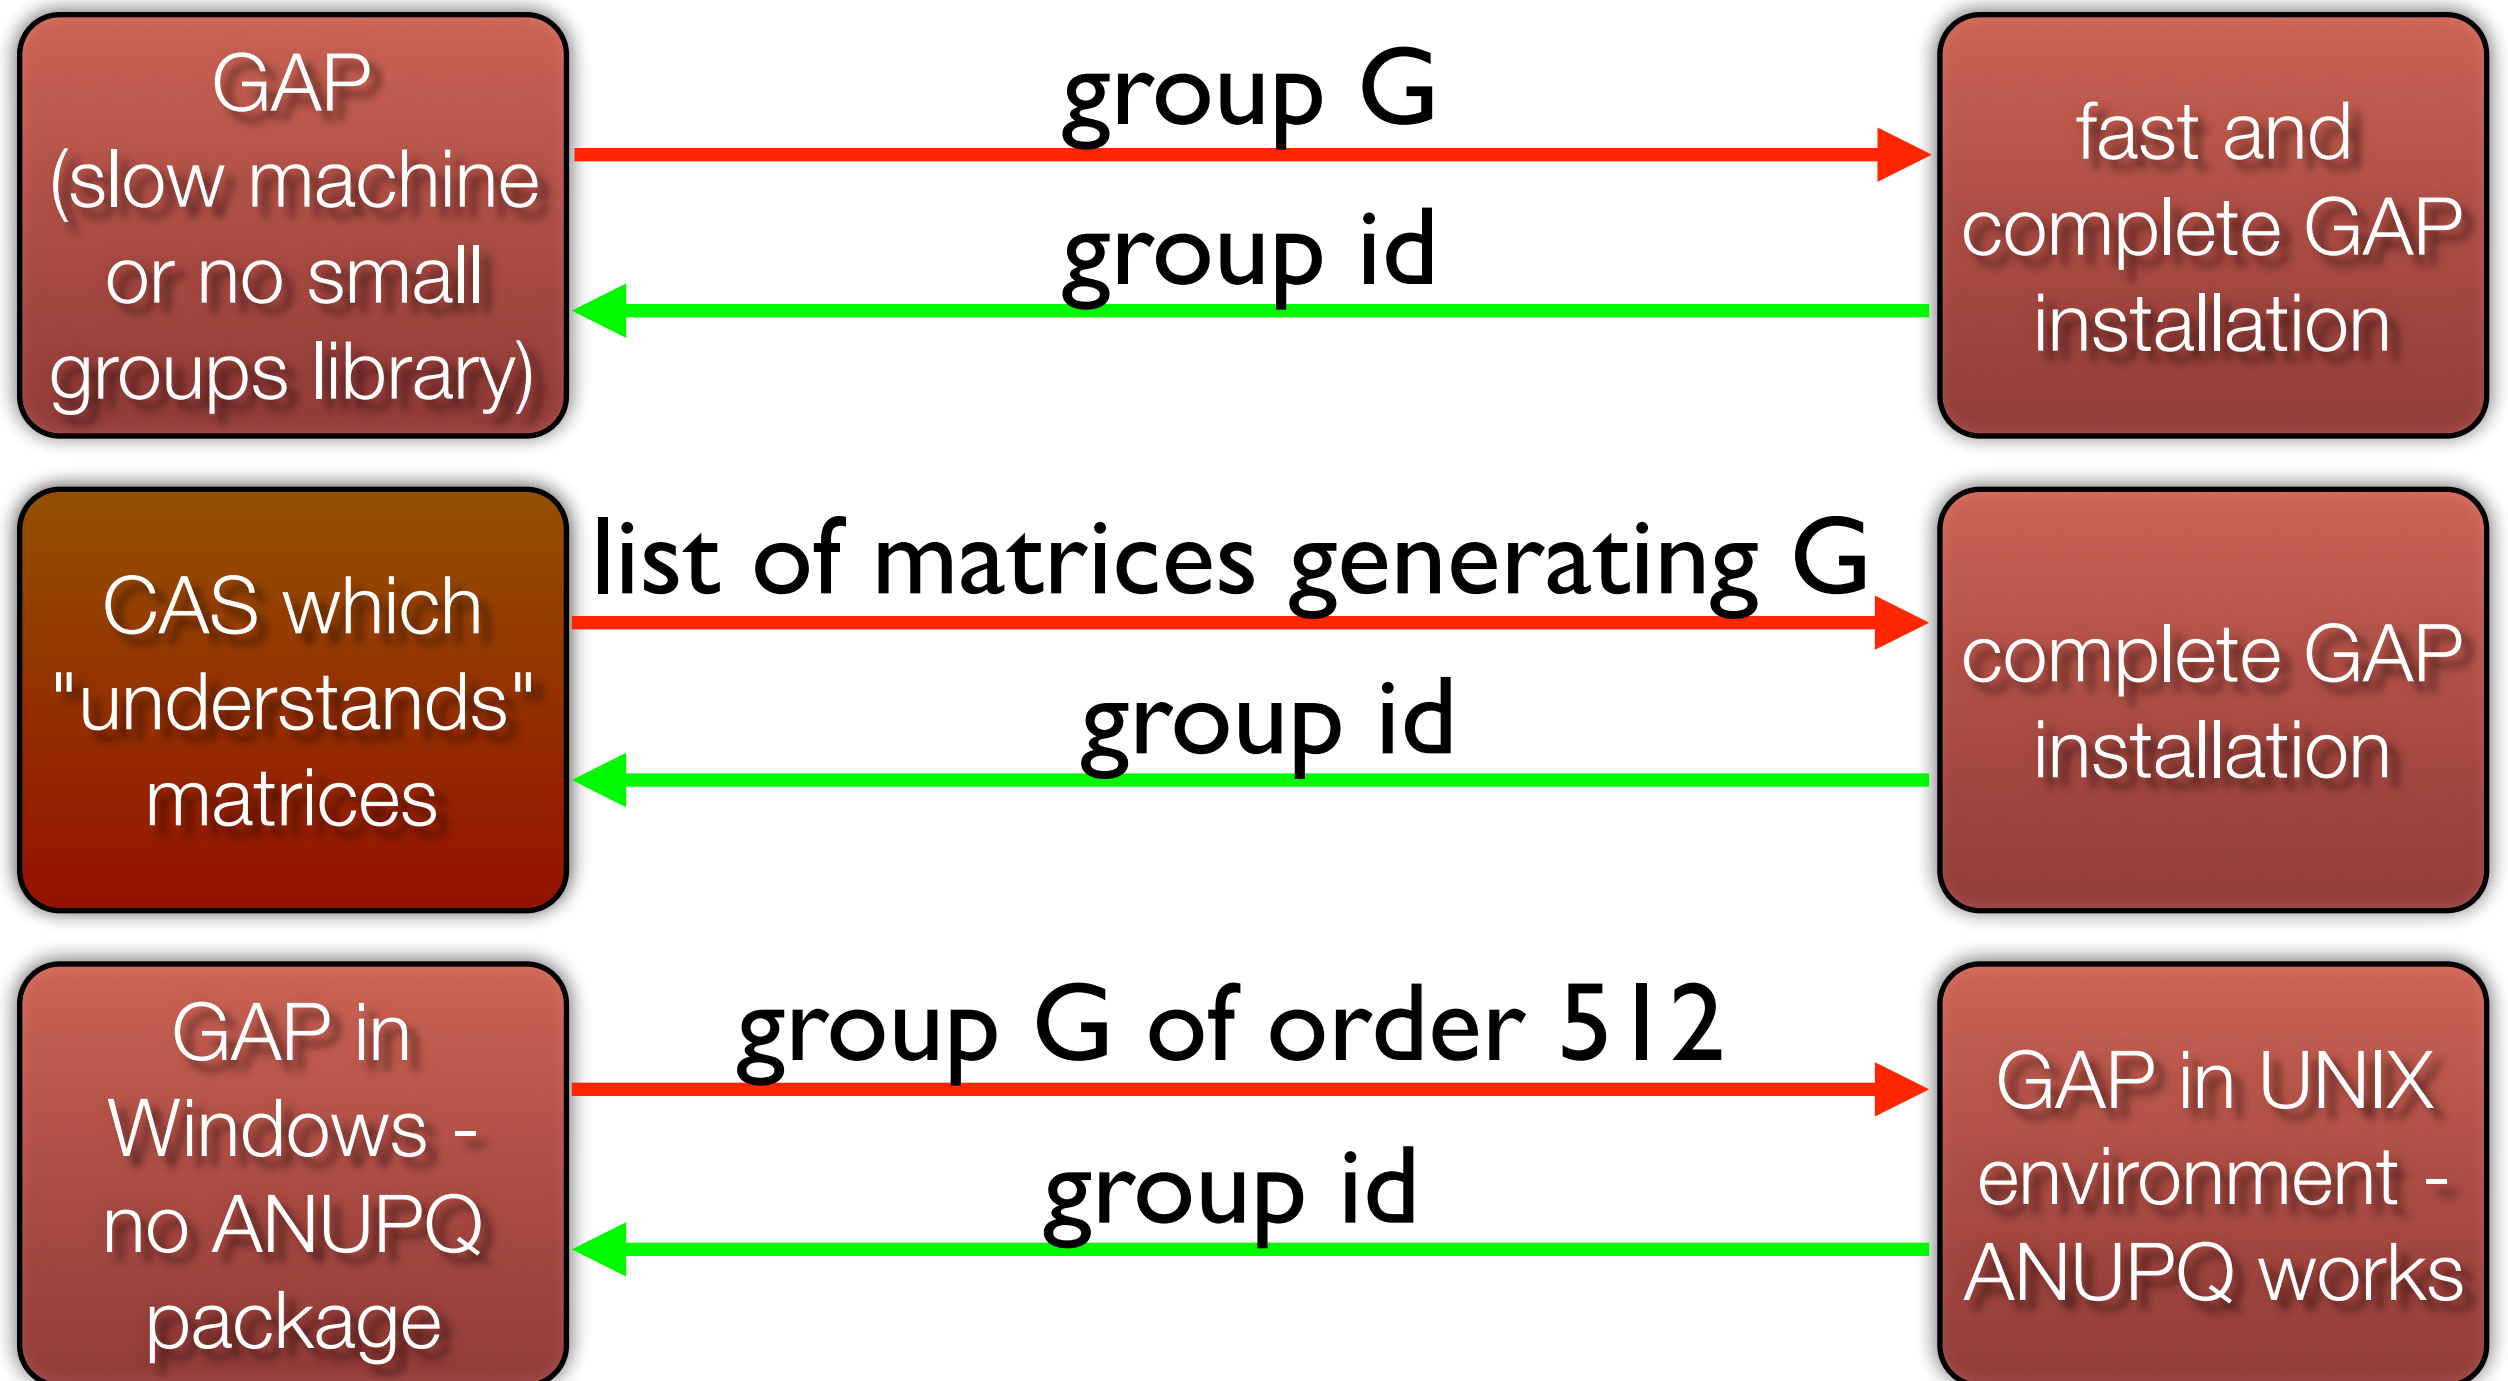 GAP
(slow machine
or no small
groups library)
group G
group id
fast and
complete GAP
installation
CAS which
"understands"
matrices
list of matrices generating G
group id
complete GAP
installation
GAP in
Windows -
no ANUPQ
package
group G of order 512
group id
GAP in UNIX
environment -
ANUPQ works